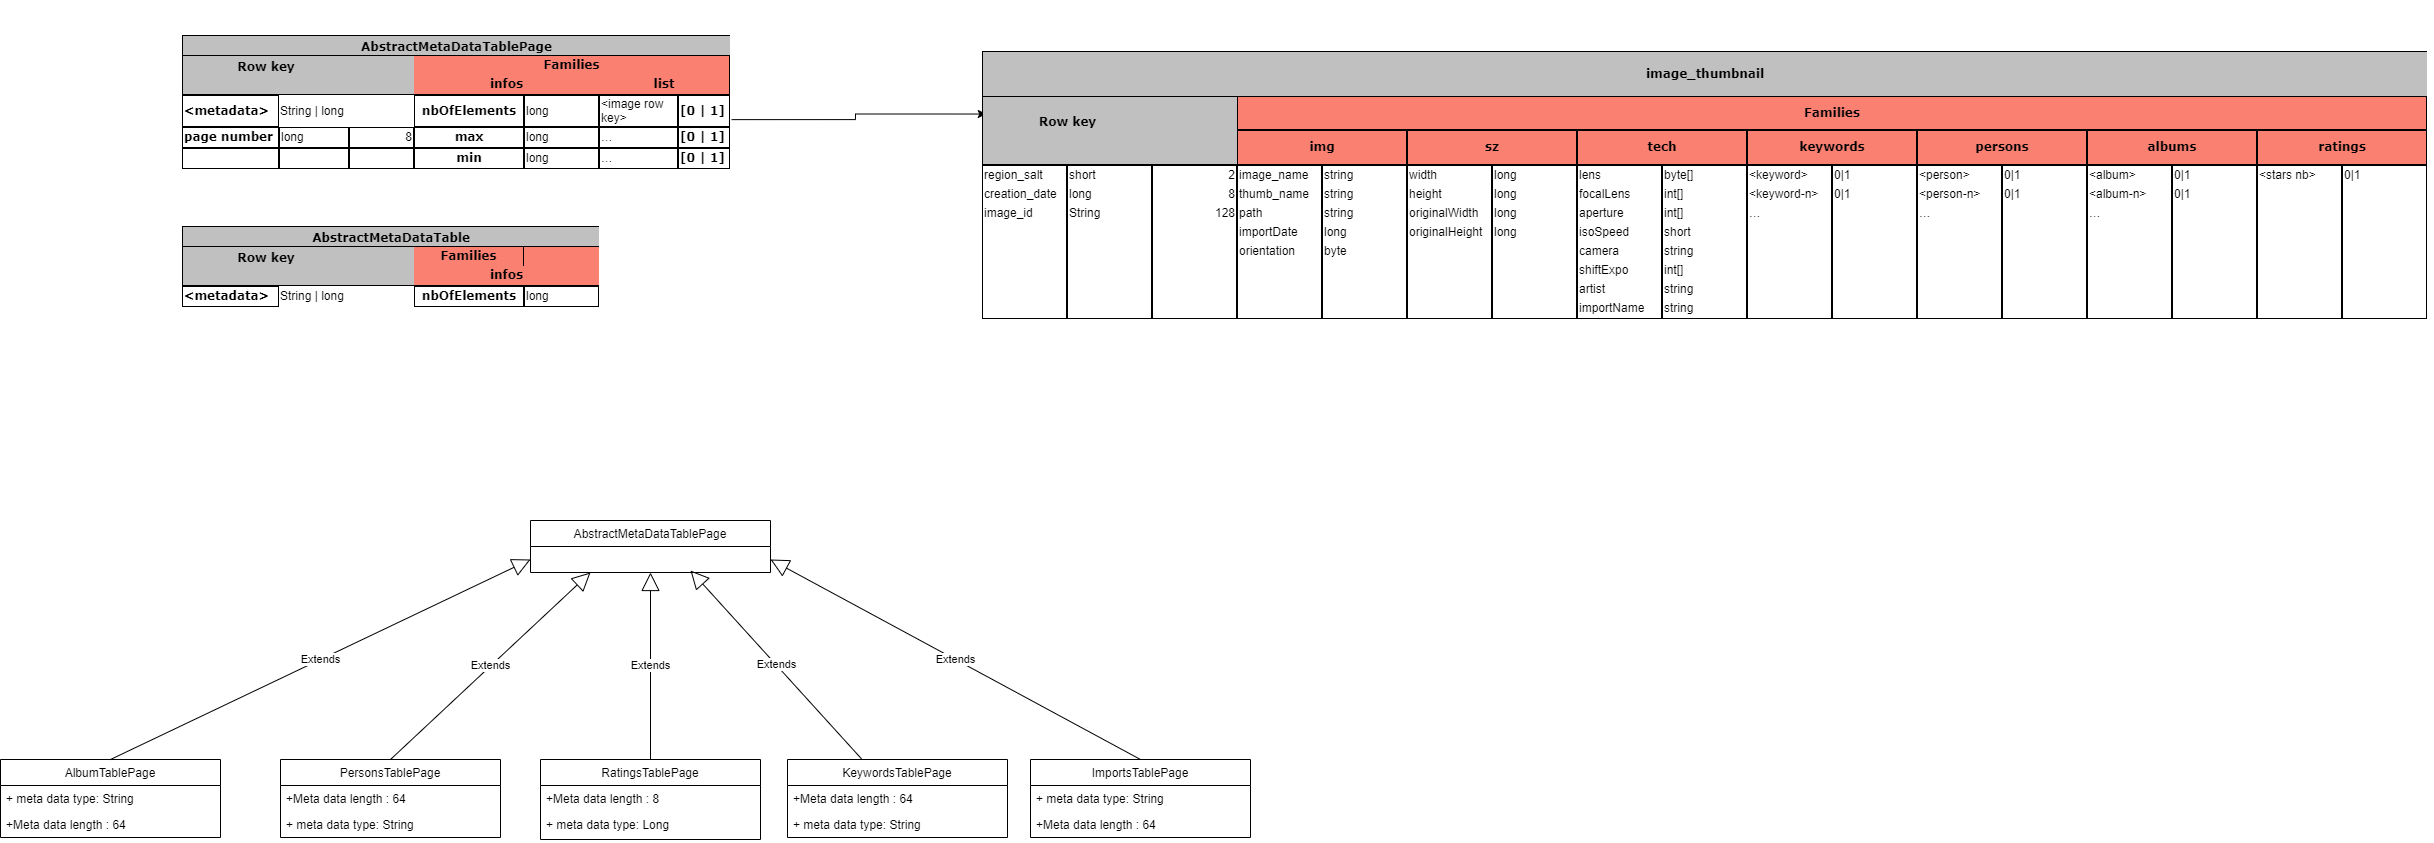 AbstractMetaDataTablePage
Row key
Families
infos
list
<metadata>
String | long
nbOfElements
long
<image row
key>
[0 | 1]
page number
long
8
max
long
...
[0 | 1]
min
long
...
[0 | 1]
AbstractMetaDataTable
Row key
Families
infos
<metadata>
String | long
nbOfElements
long
image_thumbnail
Row key
Families
img
sz
tech
keywords
persons
albums
ratings
region_salt
short
2
image_name
string
width
long
lens
byte[]
<keyword>
0|1
<person>
0|1
<album>
0|1
<stars nb>
0|1
creation_date
long
8
thumb_name
string
height
long
focalLens
int[]
<keyword-n>
0|1
<person-n>
0|1
<album-n>
0|1
image_id
String
128
path
string
originalWidth
long
aperture
int[]
...
...
...
importDate
long
originalHeight
long
isoSpeed
short
orientation
byte
camera
string
shiftExpo
int[]
artist
string
importName
string
AbstractMetaDataTablePage
Extends
Extends
Extends
Extends
Extends
AlbumTablePage
+ meta data type: String
+Meta data length : 64
PersonsTablePage
+Meta data length : 64
+ meta data type: String
RatingsTablePage
+Meta data length : 8
+ meta data type: Long
KeywordsTablePage
+Meta data length : 64
+ meta data type: String
ImportsTablePage
+ meta data type: String
+Meta data length : 64